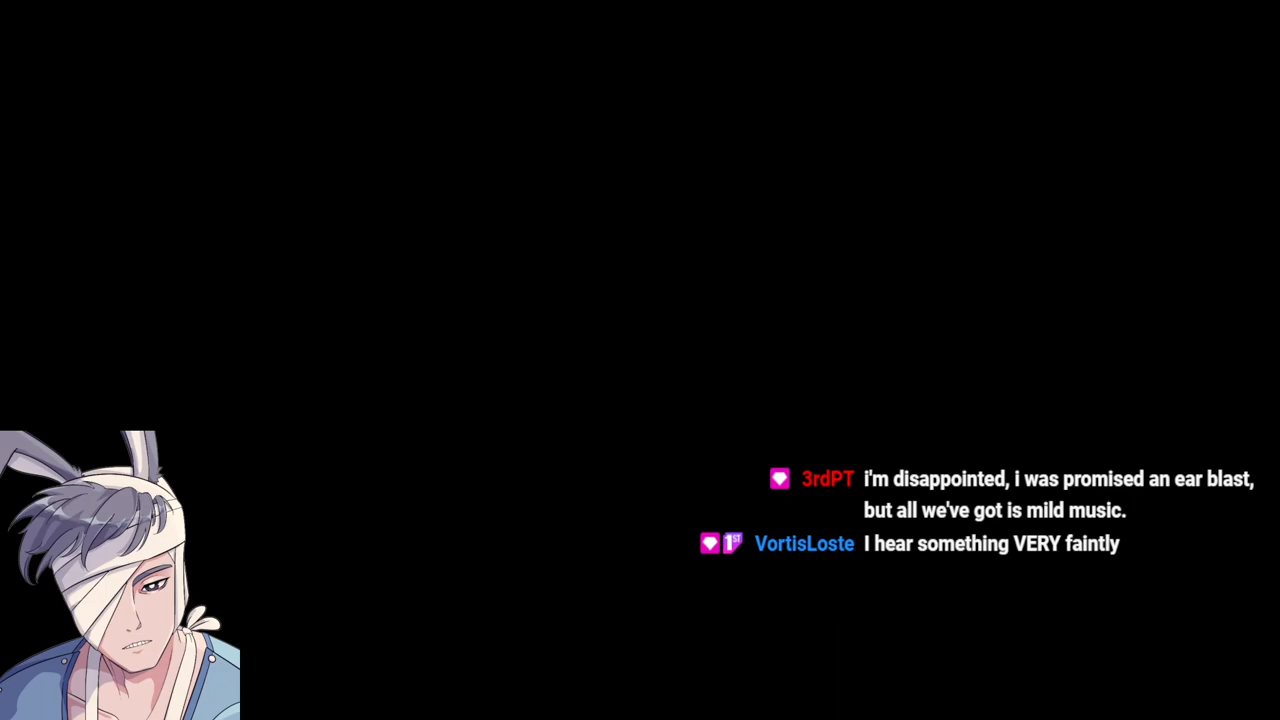 3rdPT i'm disappointed, i was promised an ear blast,
but all we've got is mild music.
1ST VortisLoste I hear something VERY faintly